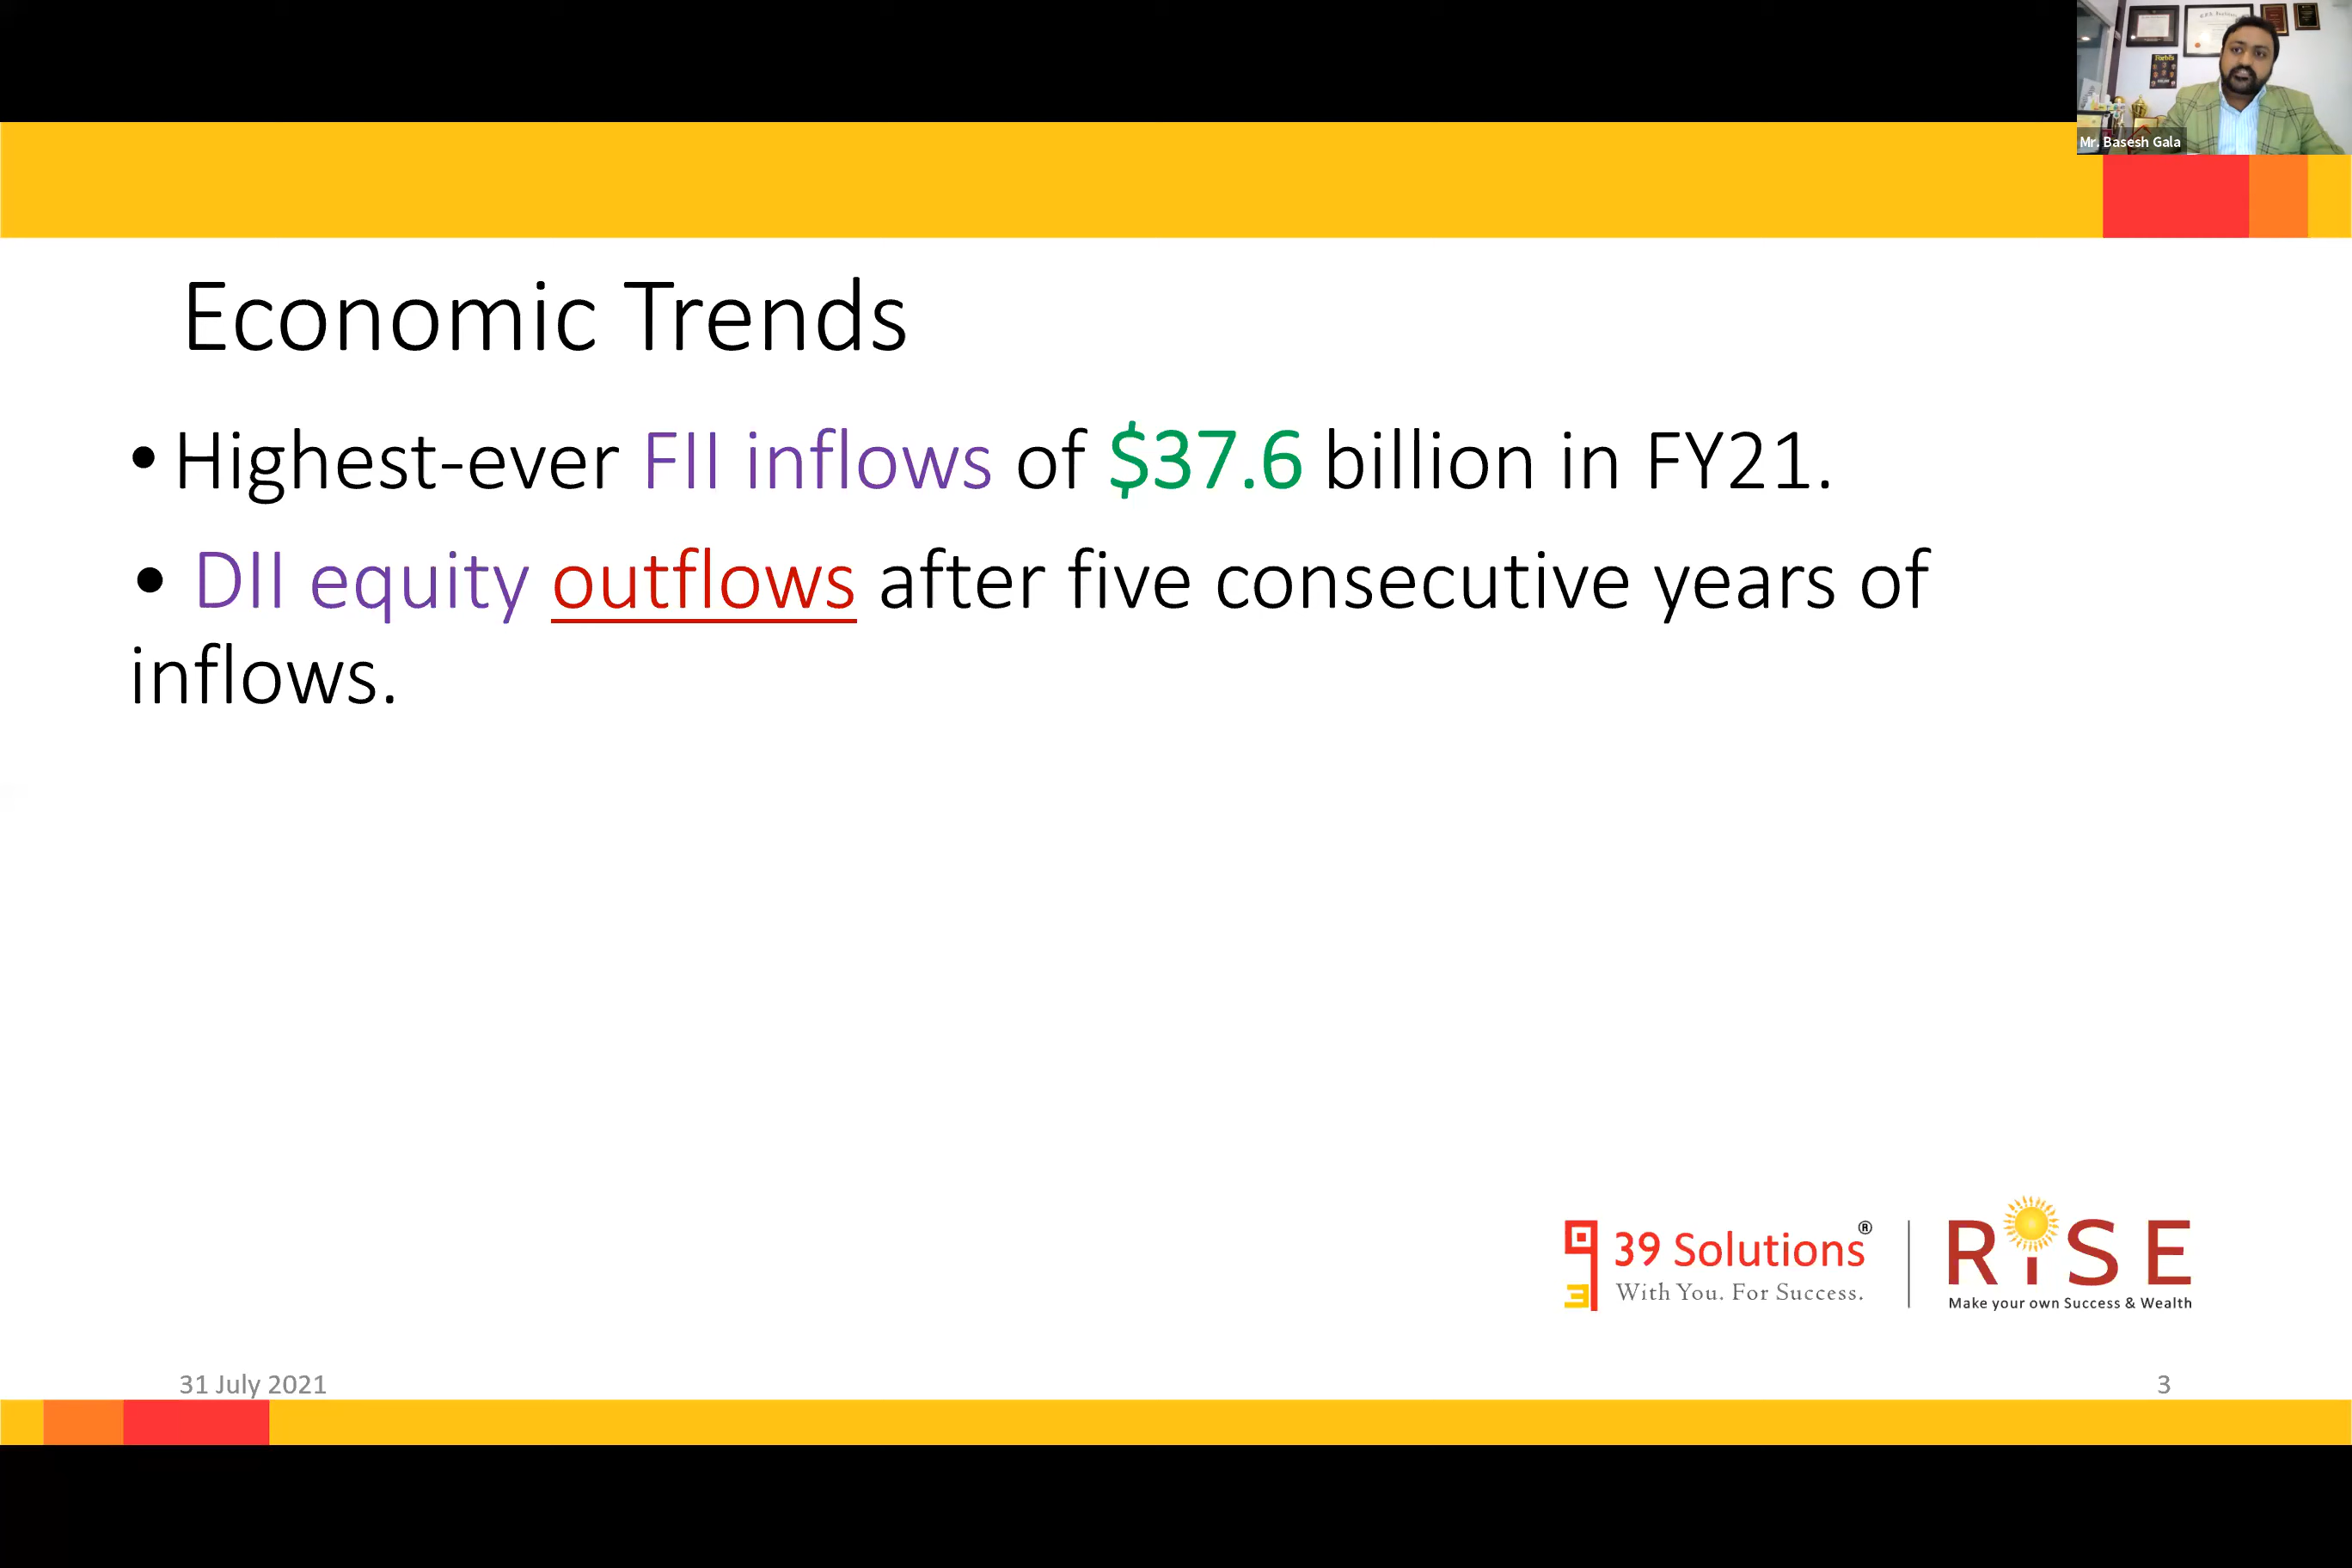 Mr. Basesh Gala
Economic Trends
• Highest-ever FII inflows of $37.6 billion in FY21.
• DII equity outflows after five consecutive years of
inflows.
39 Solutions®
With You. For Success.
RiSE
Make your own Success & Wealth
31 July 2021
3